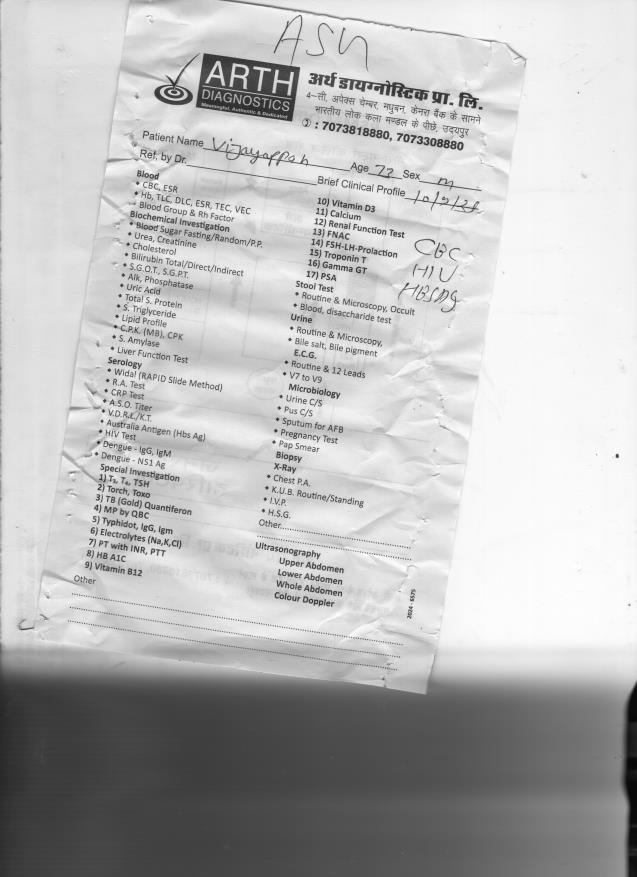 ASN
ARTH
DIAGNOSTICS
Meaningful, Authentic & Dedicated
अर्थ डायग्नोस्टिक प्रा. लि.
4-सी, अपेक्स चेम्बर, मधुबन, केनरा बैंक के सामने
भारतीय लोक कला मण्डल के पीछे, उदयपुर
: 7073818880, 7073308880
Patient Name Vijayappah Age 77 Sex m
Ref. by Dr. Brief Clinical Profile
Blood
• CBC, ESR
• Hb, TLC, DLC, ESR, TEC, VEC
• Blood Group & Rh Factor
Biochemical Investigation
• Blood Sugar Fasting/Random/P.P.
• Urea, Creatinine
• Cholesterol
• Bilirubin Total/Direct/Indirect
• S.G.O.T., S.G.P.T.
• Alk, Phosphatase
• Uric Acid
• Total S. Protein
• S. Triglyceride
• Lipid Profile
• C.P.K. (MB), CPK
• S. Amylase
• Liver Function Test
Serology
• Widal (RAPID Slide Method)
• R.A. Test
• CRP Test
• A.S.O. Titer
• V.D.R.L./K.T.
• Australia Antigen (Hbs Ag)
• HIV Test
• Dengue - IgG, IgM
• Dengue - NS1 Ag
Special Investigation
1) T₃, T₄, TSH
2) Torch, Toxo
3) TB (Gold) Quantiferon
4) MP by QBC
5) Typhidot, IgG, Igm
6) Electrolytes (Na,K,Cl)
7) PT with INR, PTT
8) HB A1C
9) Vitamin B12
Other
10) Vitamin D3
11) Calcium
12) Renal Function Test
13) FNAC
14) FSH-LH-Prolaction
15) Troponin T
16) Gamma GT
17) PSA
Stool Test
• Routine & Microscopy, Occult
• Blood, disaccharide test
Urine
• Routine & Microscopy,
• Bile salt, Bile pigment
E.C.G.
• Routine & 12 Leads
• V7 to V9
Microbiology
• Urine C/S
• Pus C/S
• Sputum for AFB
• Pregnancy Test
• Pap Smear
Biopsy
X-Ray
• Chest P.A.
• K.U.B. Routine/Standing
• I.V.P.
• H.S.G.
Other
Ultrasonography
Upper Abdomen
Lower Abdomen
Whole Abdomen
Colour Doppler
CBC
HIV
HBSAg
2024 - 6575